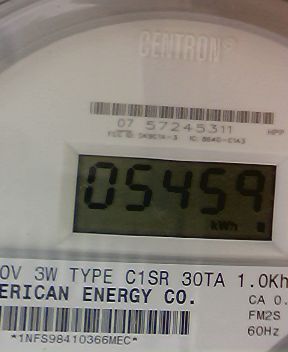 CENTRON®
07 57245311 HPP
05459
kWh
0V 3W TYPE C1SR 30TA 1.0Kh
ERICAN ENERGY CO.
CA 0.
FM2S
60Hz
*1NFS98410366MEC*